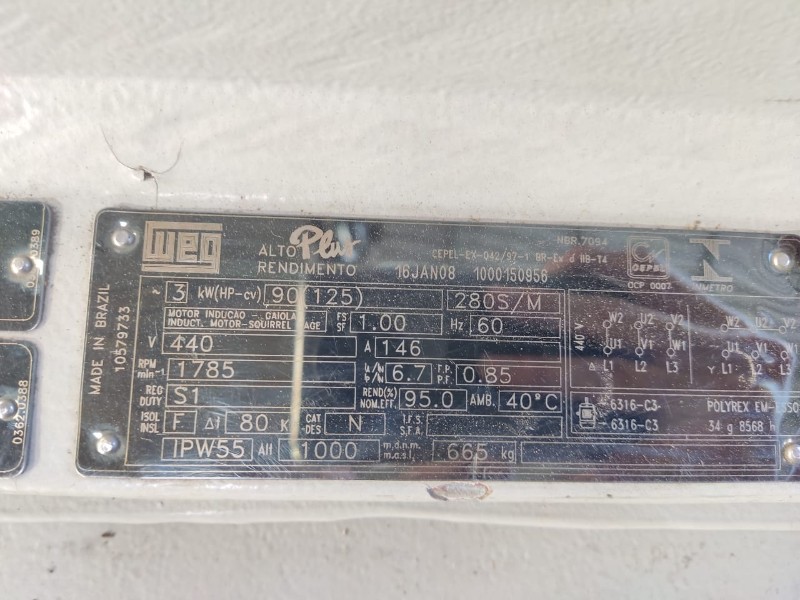 WEG
ALTO Plus
RENDIMENTO
16JAN08 1000150958
CEPEL-EX-042/97-1 BR-Ex d IIB-T4
NBR.7094
CEPEL
OCP 0007
INMETRO
MADE IN BRAZIL
10579733
~ 3 kW(HP-cv) 90(125) 280S/M
MOTOR INDUCAO - GAIOLA
INDUCT. MOTOR-SQUIRREL CAGE
FS SF 1.00 Hz 60
V 440 A 146
RPM min-1 1785 6.7 F.P. P.F. 0.85
REG DUTY S1 REND(%) NOM.EFF. 95.0 AMB. 40°C
ISOL INSL F Δt 80 K CAT DES N I.F.S. S.F.A.
IPW55 Alt 1000 m.a.n.m. m.a.s.l. 665 kg
440 V
W2 U2 V2 W2 U2 V2
U1 V1 W1 U1 V1 W1
Δ L1 L2 L3 Y L1 L2 L3
6316-C3 POLYREX EM-
6316-C3 34 g 8568 h
0389
03620388